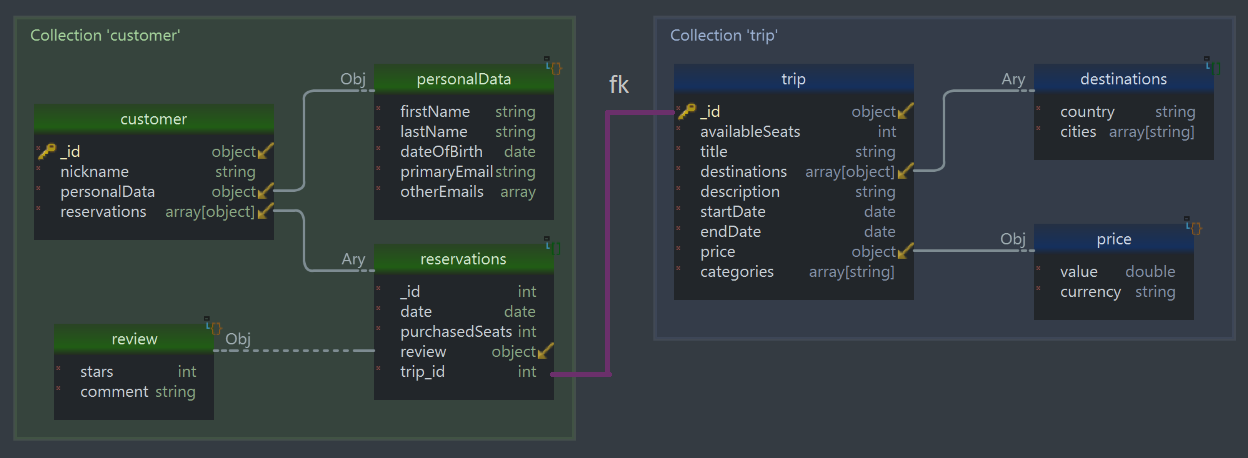 Collection 'customer'
customer
_id object
nickname string
personalData object
reservations array[object]
Obj
personalData
firstName string
lastName string
dateOfBirth date
primaryEmail string
otherEmails array
Ary
reservations
_id int
date date
purchasedSeats int
review object
trip_id int
Obj
review
stars int
comment string
fk
Collection 'trip'
trip
_id object
availableSeats int
title string
destinations array[object]
description string
startDate date
endDate date
price object
categories array[string]
Ary
destinations
country string
cities array[string]
Obj
price
value double
currency string